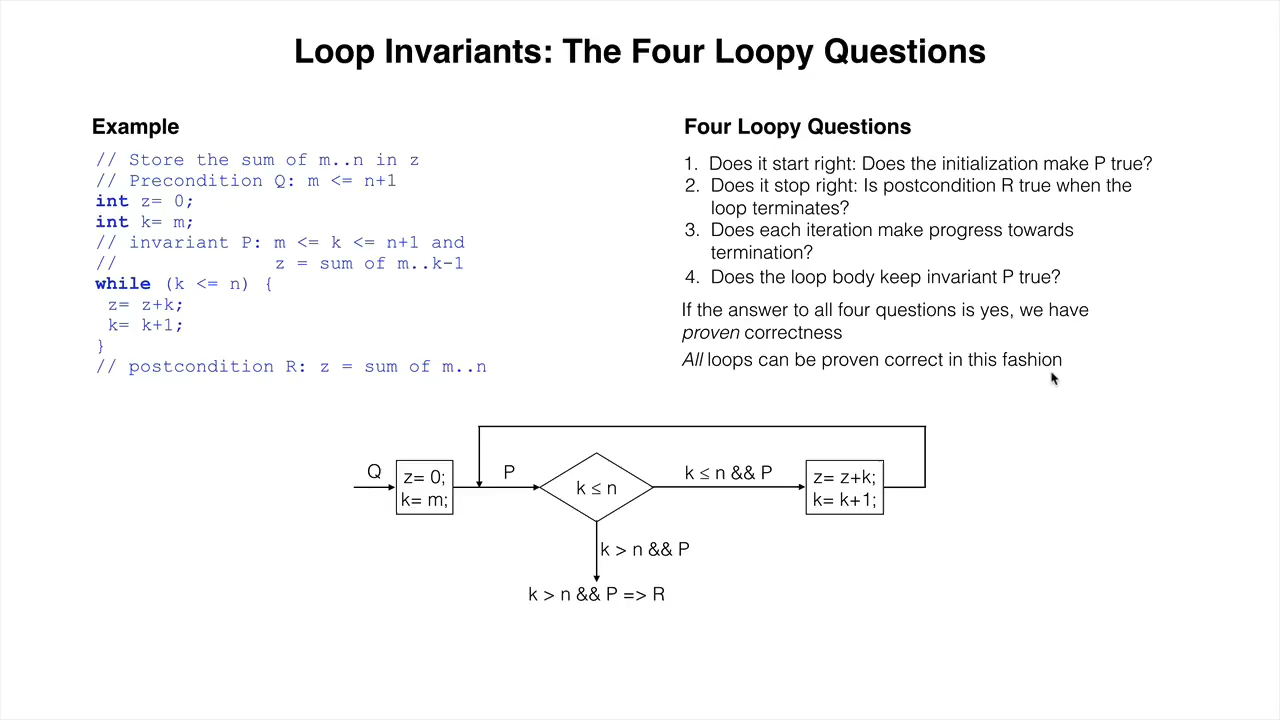 Loop Invariants: The Four Loopy Questions
Example
// Store the sum of m..n in z
// Precondition Q: m <= n+1
int z= 0;
int k= m;
// invariant P: m <= k <= n+1 and
//              z = sum of m..k-1
while (k <= n) {
 z= z+k;
 k= k+1;
}
// postcondition R: z = sum of m..n
Four Loopy Questions
1. Does it start right: Does the initialization make P true?
2. Does it stop right: Is postcondition R true when the
loop terminates?
3. Does each iteration make progress towards
termination?
4. Does the loop body keep invariant P true?
If the answer to all four questions is yes, we have
proven correctness
All loops can be proven correct in this fashion
Q
z= 0;
k= m;
P
k ≤ n
k ≤ n && P
z= z+k;
k= k+1;
k > n && P
k > n && P => R